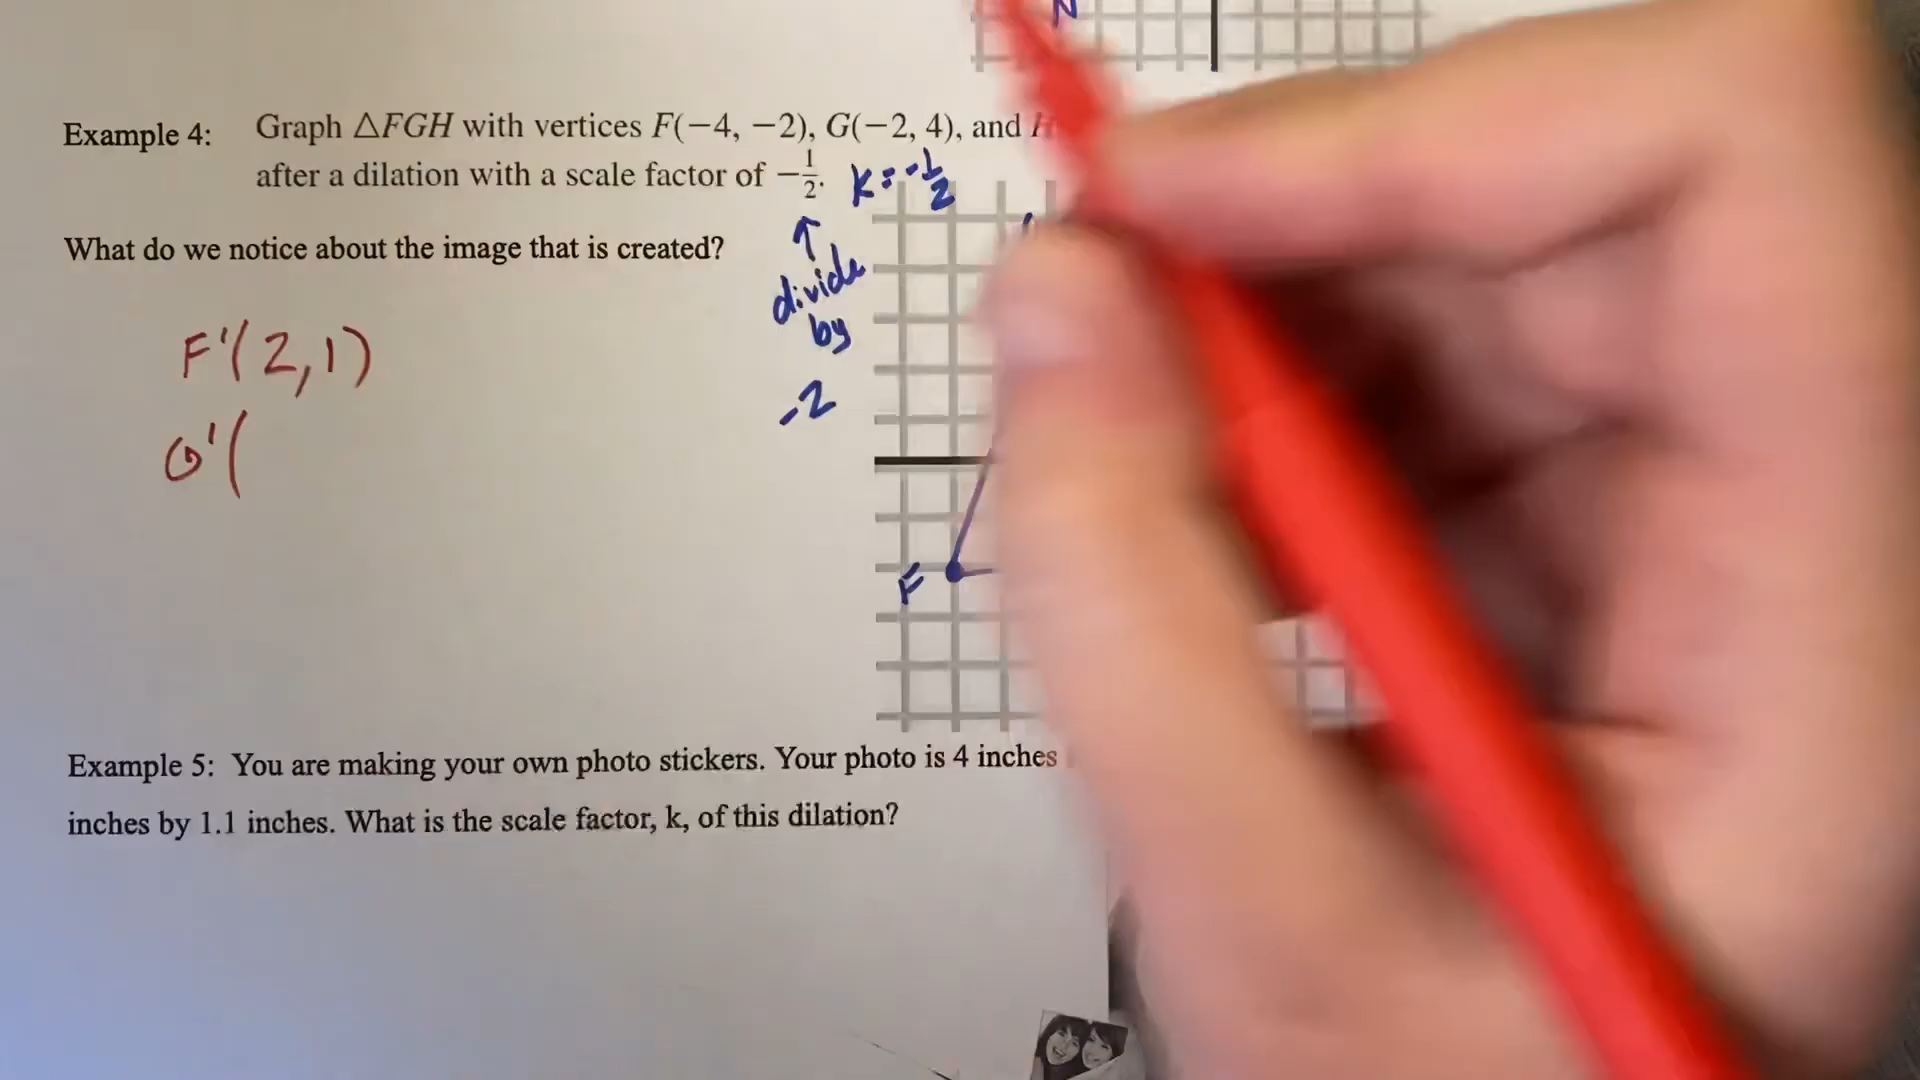 N
Example 4: Graph △FGH with vertices F(−4, −2), G(−2, 4), and H
after a dilation with a scale factor of −1/2. k=-1/2
What do we notice about the image that is created?
↑
divide
by
-2
F'(2,1)
G'(
F
Example 5: You are making your own photo stickers. Your photo is 4 inches
inches by 1.1 inches. What is the scale factor, k, of this dilation?